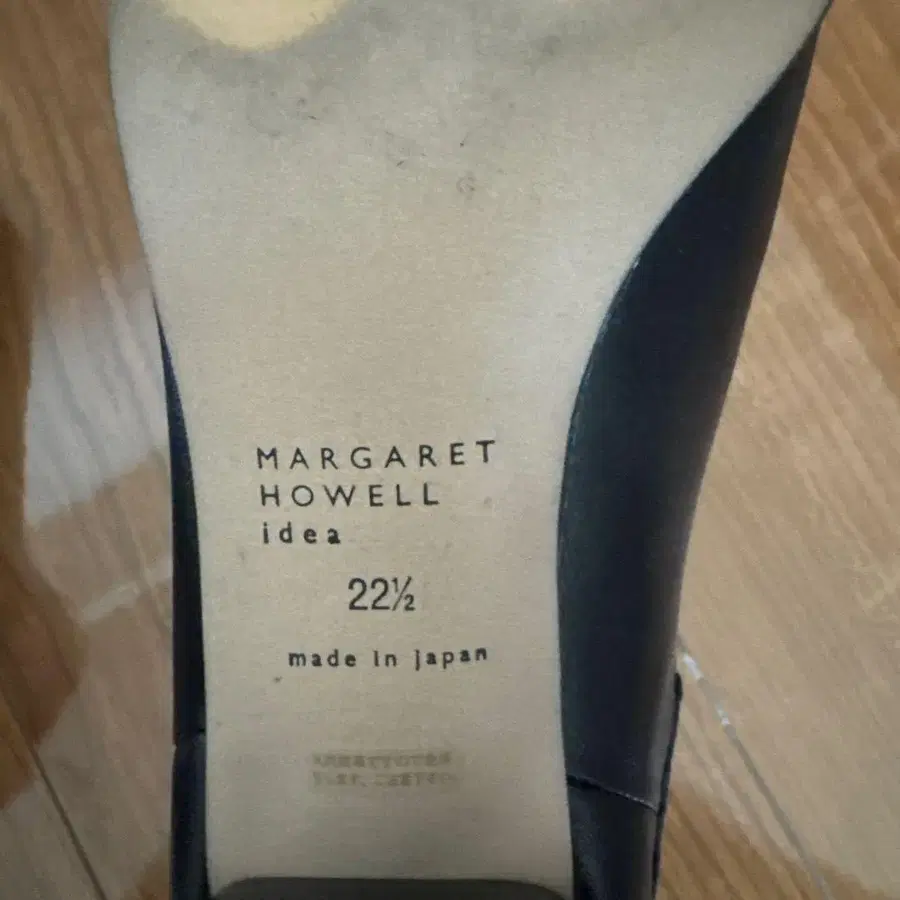 MARGARET
HOWELL
idea
22½
made in japan